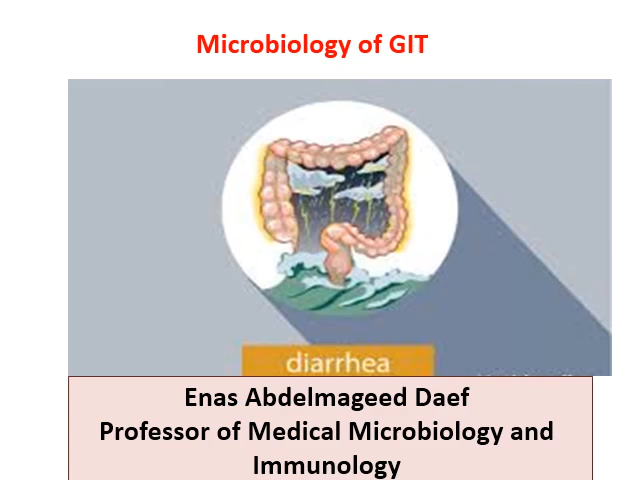 Microbiology of GIT
diarrhea
Enas Abdelmageed Daef
Professor of Medical Microbiology and
Immunology